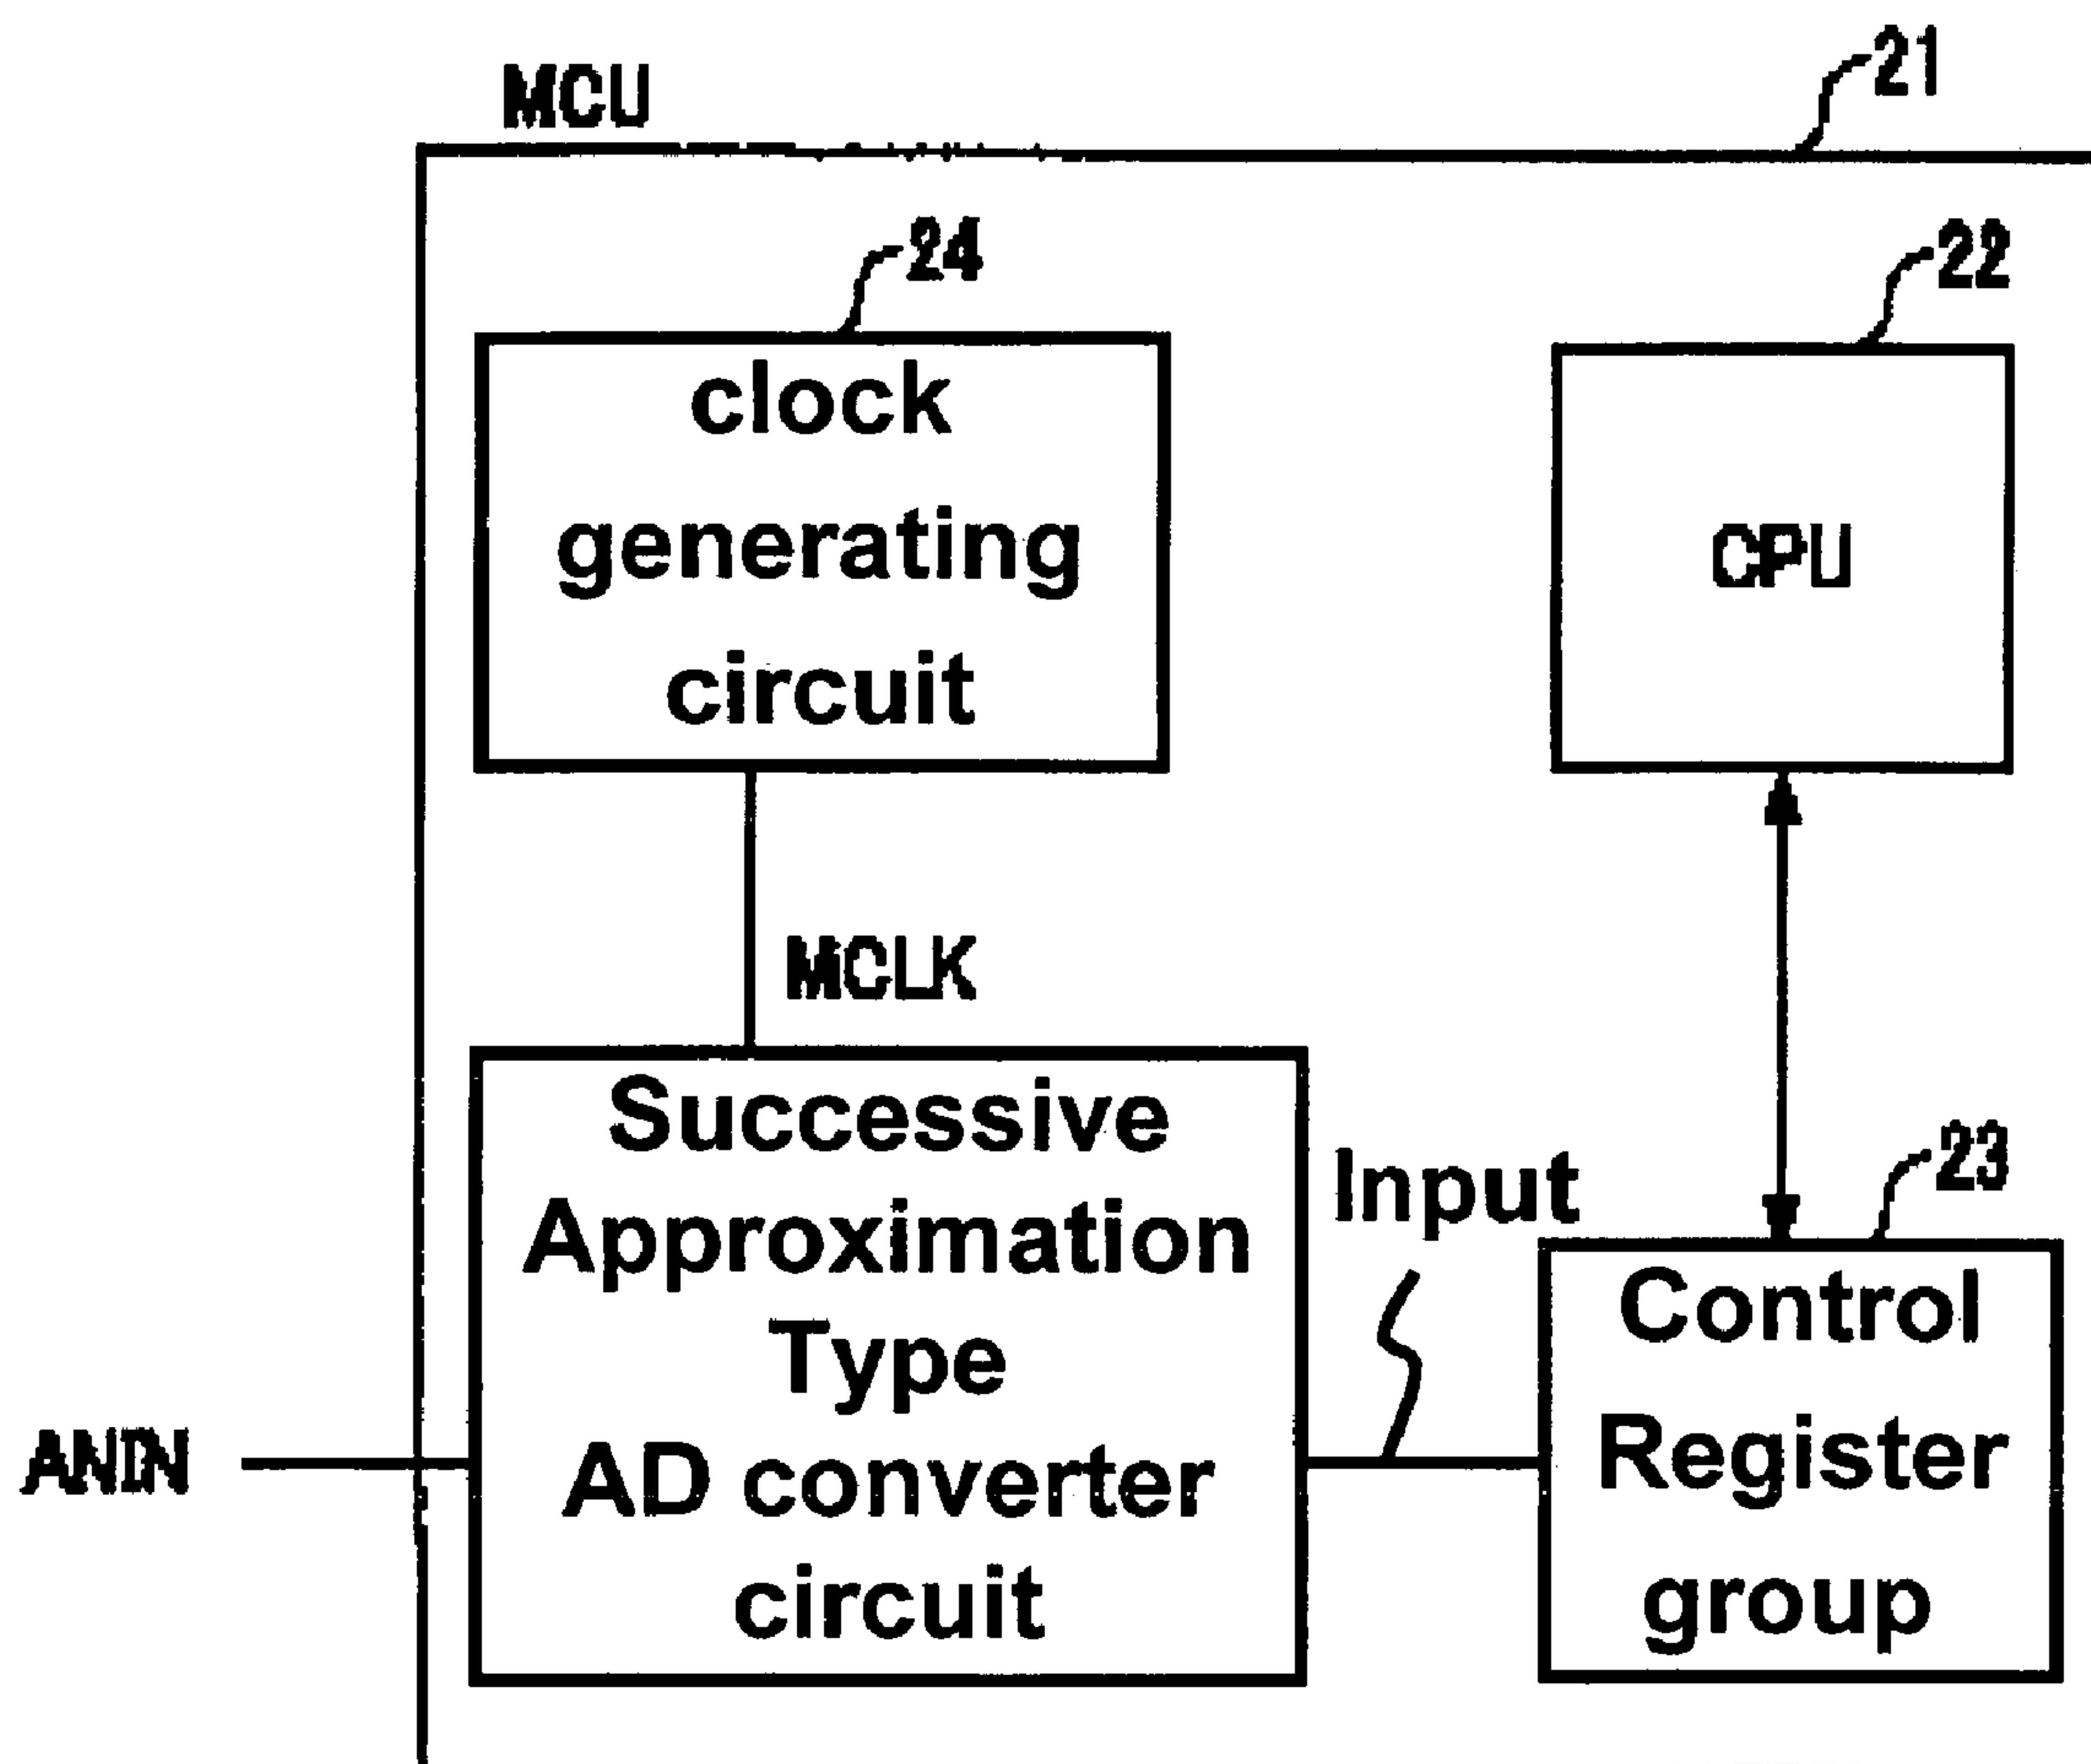 MCU
21
24
22
clock
generating
circuit
CPU
MCLK
Successive
Approximation
Type
AD converter
circuit
Input
23
Control
Register
group